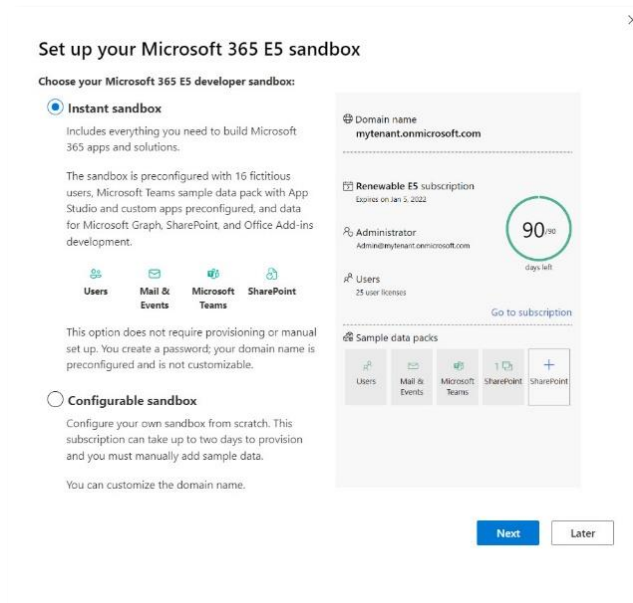 Set up your Microsoft 365 E5 sandbox
Choose your Microsoft 365 E5 developer sandbox:
Instant sandbox
Includes everything you need to build Microsoft
365 apps and solutions.
The sandbox is preconfigured with 16 fictitious
users, Microsoft Teams sample data pack with App
Studio and custom apps preconfigured, and data
for Microsoft Graph, SharePoint, and Office Add-ins
development.
Users
Mail &
Events
Microsoft
Teams
SharePoint
This option does not require provisioning or manual
set up. You create a password; your domain name is
preconfigured and is not customizable.
Configurable sandbox
Configure your own sandbox from scratch. This
subscription can take up to two days to provision
and you must manually add sample data.
You can customize the domain name.
Domain name
mytenant.onmicrosoft.com
Renewable E5 subscription
Expires on Jan 5, 2022
90/90
days left
Administrator
Admin@mytenant.onmicrosoft.com
Users
25 user licenses
Go to subscription
Sample data packs
Users
Mail &
Events
Microsoft
Teams
1
SharePoint
SharePoint
Next
Later